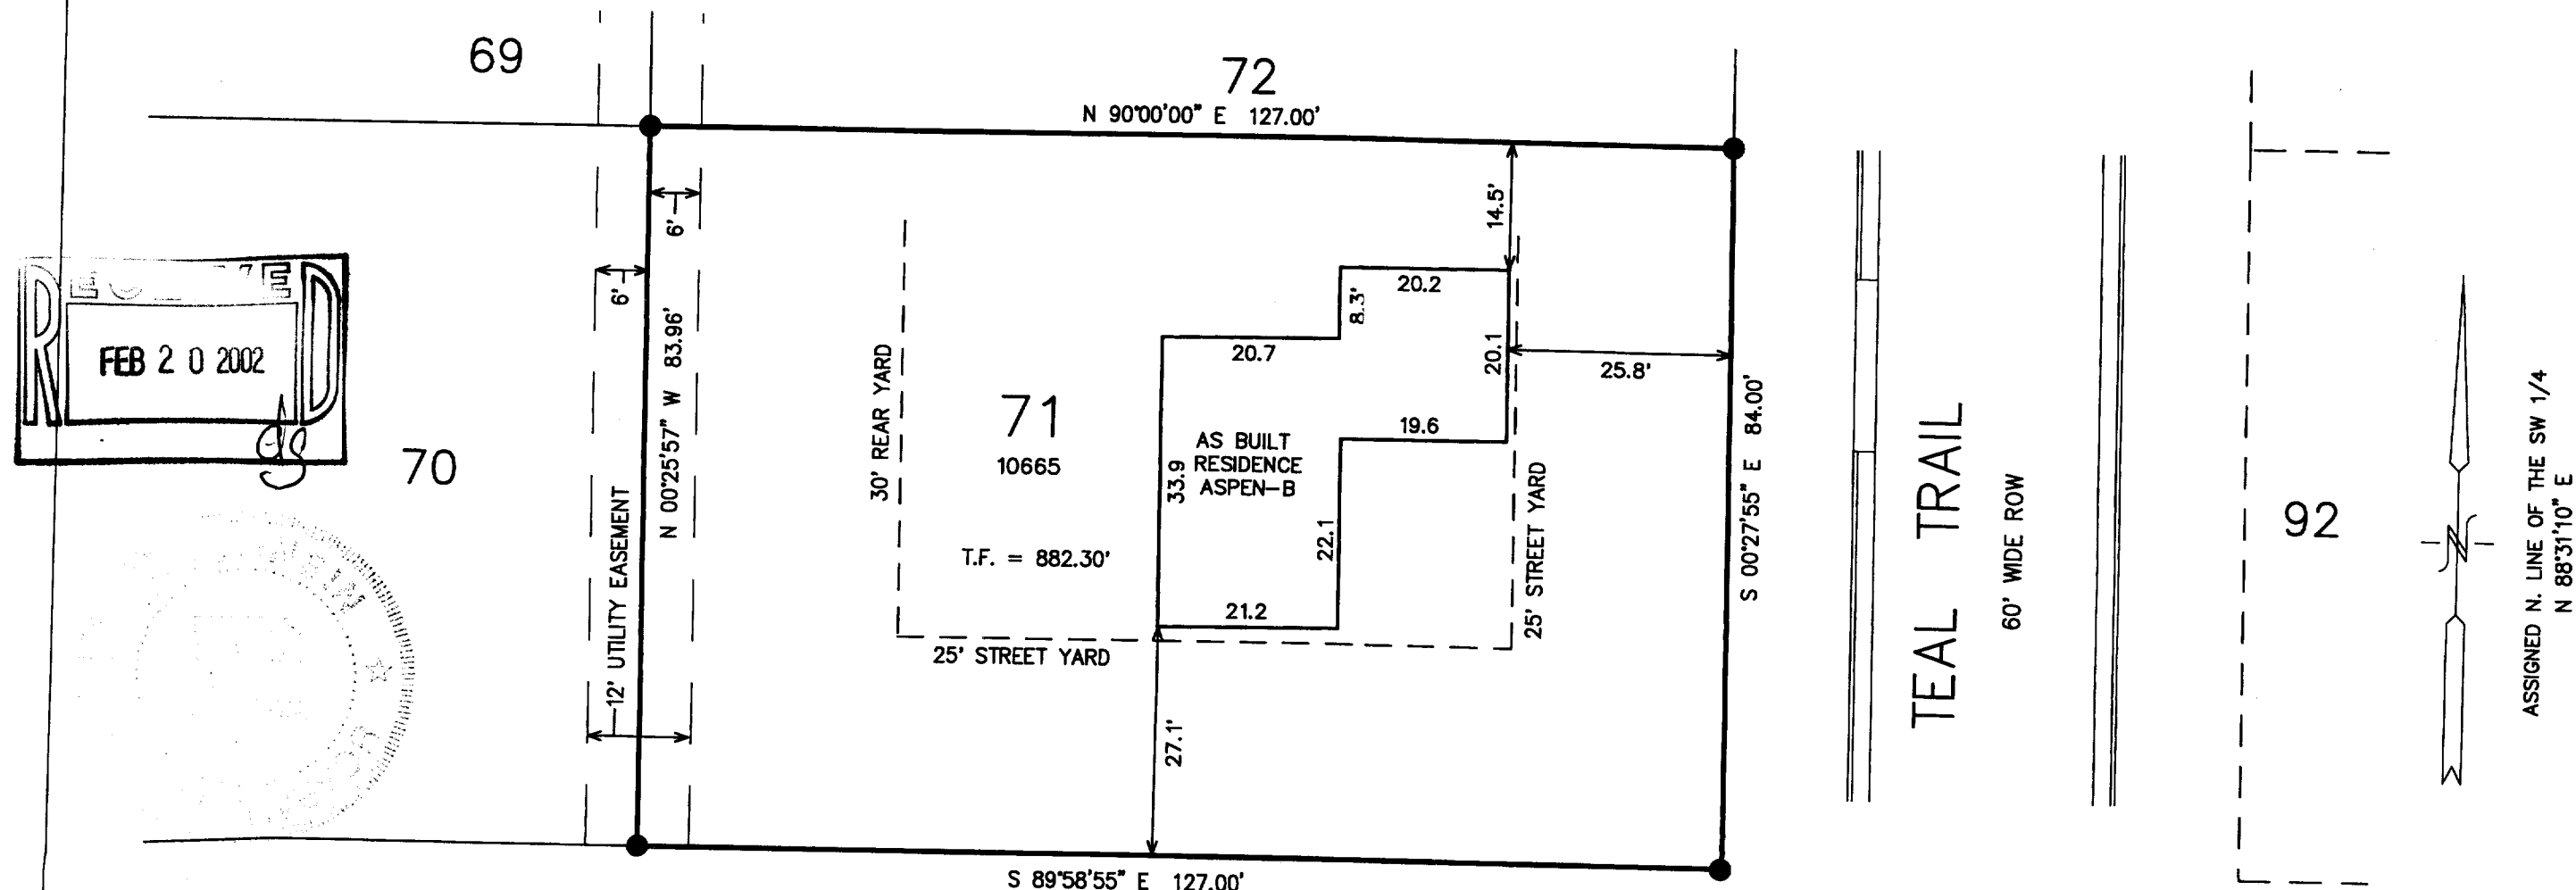 69
72
N 90°00'00" E 127.00'
6'
6'
14.5'
20.2
8.3'
20.7
20.1
25.8'
FEB 2 0 2002
70
N 00°25'57" W 83.96'
12' UTILITY EASEMENT
30' REAR YARD
71
10665
T.F. = 882.30'
33.9
AS BUILT
RESIDENCE
ASPEN-B
19.6
22.1
21.2
25' STREET YARD
25' STREET YARD
27.1'
S 00°27'55" E 84.00'
S 89°58'55" E 127.00'
TEAL TRAIL
60' WIDE ROW
92
N
ASSIGNED N. LINE OF THE SW 1/4
N 88°31'10" E